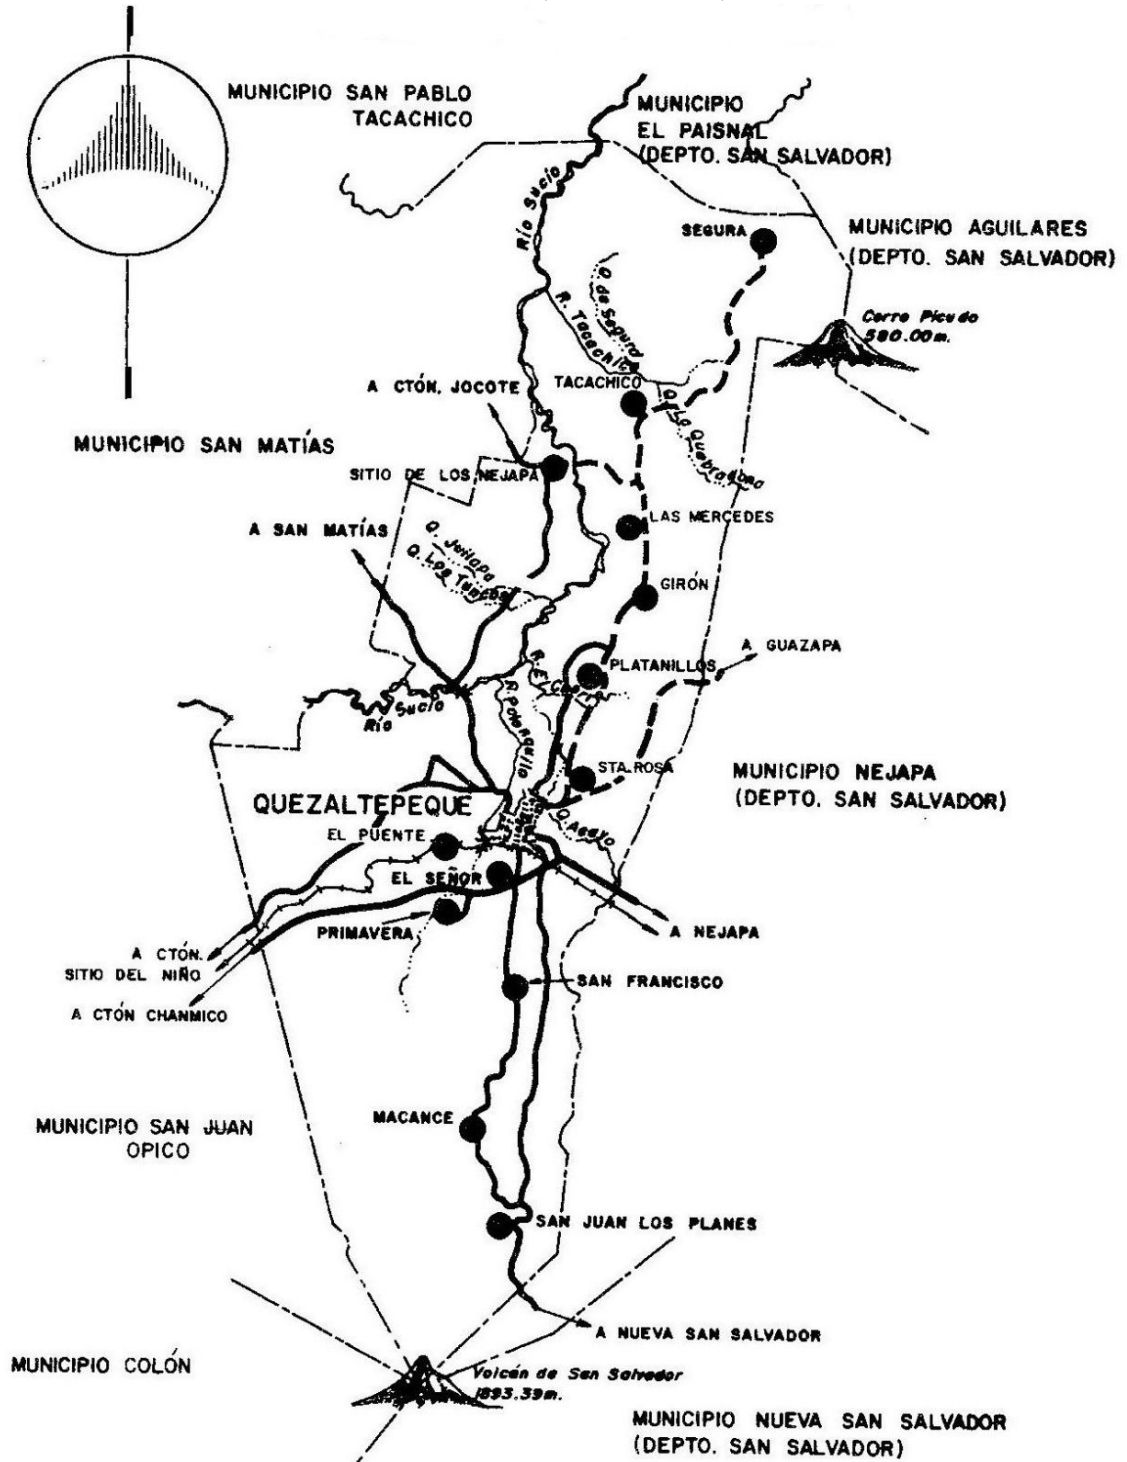 MUNICIPIO SAN PABLO
TACACHICO
MUNICIPIO
EL PAISNAL
(DEPTO. SAN SALVADOR)
Río Sucio
SEGURA
MUNICIPIO AGUILARES
(DEPTO. SAN SALVADOR)
Q. de Segura
R. Tacachico
Cerro Picudo
580.00m.
A CTÓN. JOCOTE
TACACHICO
Q. La Quebradona
MUNICIPIO SAN MATÍAS
SITIO DE LOS NEJAPA
A SAN MATÍAS
LAS MERCEDES
Q. Juilapa
Q. Los Tuncos
GIRÓN
A GUAZAPA
PLATANILLOS
R. El
Río Sucio
STA. ROSA
MUNICIPIO NEJAPA
(DEPTO. SAN SALVADOR)
QUEZALTEPEQUE
EL PUENTE
EL SEÑOR
PRIMAVERA
A NEJAPA
A CTÓN.
SITIO DEL NIÑO
A CTÓN CHANMICO
SAN FRANCISCO
MACANCE
MUNICIPIO SAN JUAN
OPICO
SAN JUAN LOS PLANES
A NUEVA SAN SALVADOR
MUNICIPIO COLÓN
Volcán de San Salvador
1893.39m.
MUNICIPIO NUEVA SAN SALVADOR
(DEPTO. SAN SALVADOR)